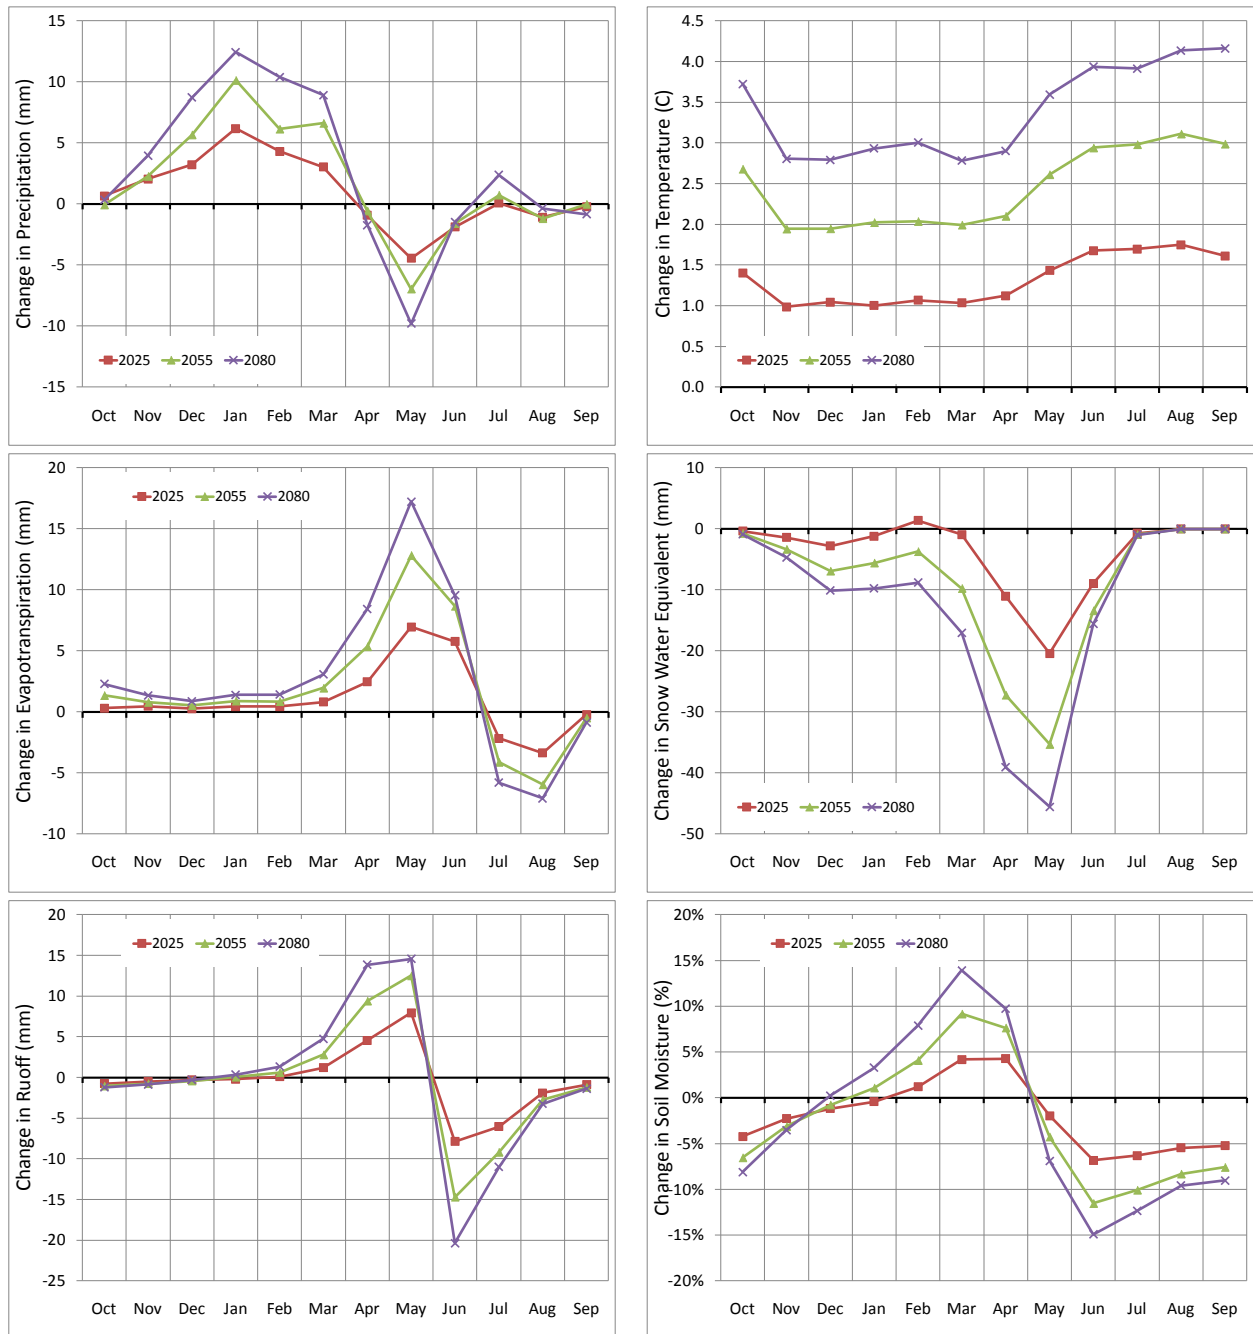 Change in Precipitation (mm)
15
10
5
0
-5
-10
-15
2025 2055 2080
Oct Nov Dec Jan Feb Mar Apr May Jun Jul Aug Sep
Change in Temperature (C)
4.5
4.0
3.5
3.0
2.5
2.0
1.5
1.0
0.5
0.0
2025 2055 2080
Oct Nov Dec Jan Feb Mar Apr May Jun Jul Aug Sep
Change in Evapotranspiration (mm)
20
15
10
5
0
-5
-10
2025 2055 2080
Oct Nov Dec Jan Feb Mar Apr May Jun Jul Aug Sep
Change in Snow Water Equivalent (mm)
10
0
-10
-20
-30
-40
-50
2025 2055 2080
Oct Nov Dec Jan Feb Mar Apr May Jun Jul Aug Sep
Change in Ruoff (mm)
20
15
10
5
0
-5
-10
-15
-20
-25
2025 2055 2080
Oct Nov Dec Jan Feb Mar Apr May Jun Jul Aug Sep
Change in Soil Moisture (%)
20%
15%
10%
5%
0%
-5%
-10%
-15%
-20%
2025 2055 2080
Oct Nov Dec Jan Feb Mar Apr May Jun Jul Aug Sep